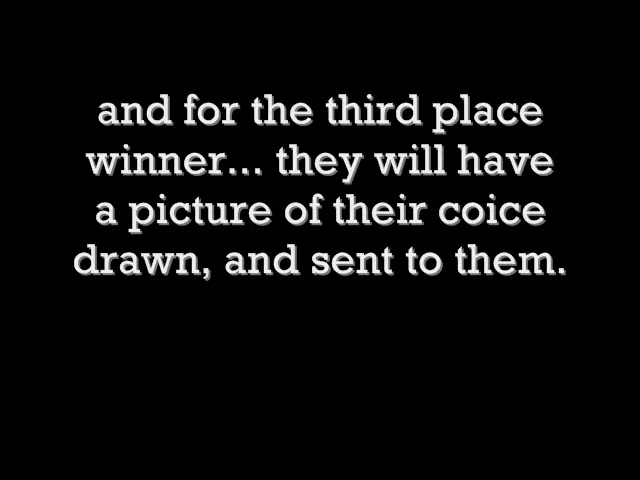 and for the third place
winner... they will have
a picture of their coice
drawn, and sent to them.